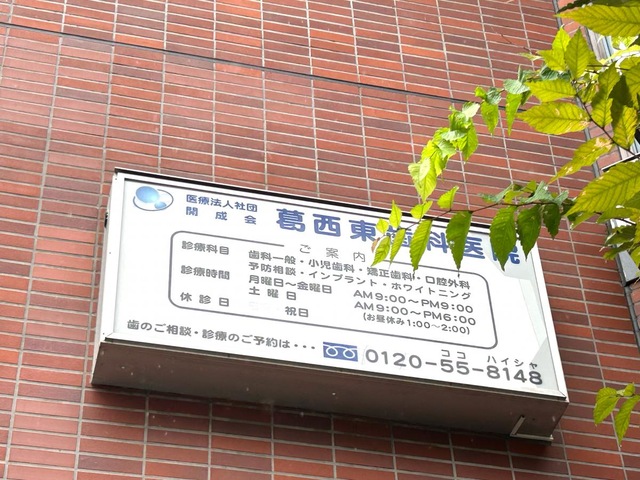 医療法人社団
開成会
葛西東歯科医院
ご案内
診療科目 歯科一般・小児歯科・矯正歯科・口腔外科
予防相談・インプラント・ホワイトニング
診療時間 月曜日〜金曜日 AM9:00〜PM9:00
土曜日 AM9:00〜PM6:00
(お昼休み1:00〜2:00)
休診日 祝日
ココ ハイシャ
歯のご相談・診療のご予約は・・・ 0120-55-8148